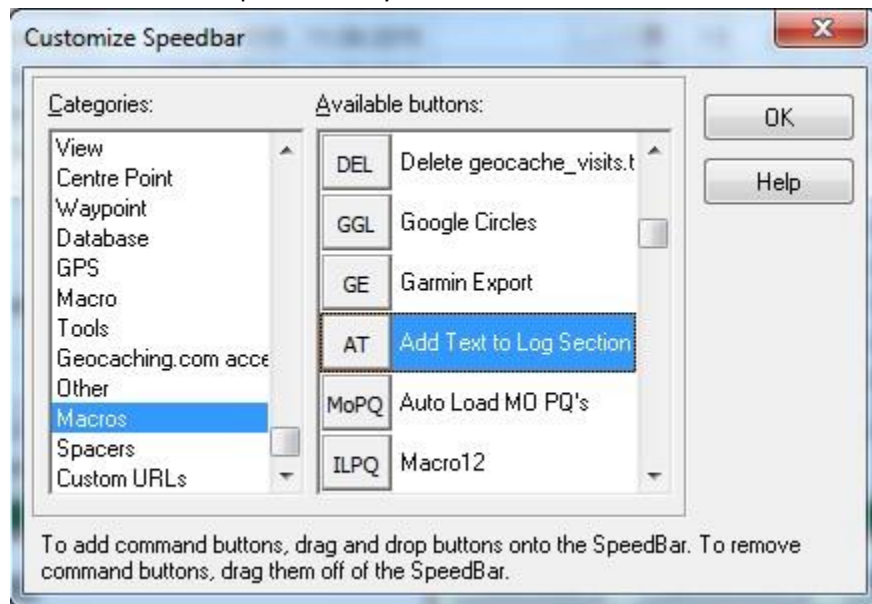 Customize Speedbar
Categories:
Available buttons:
OK
Help
View
Centre Point
Waypoint
Database
GPS
Macro
Tools
Geocaching.com acce
Other
Macros
Spacers
Custom URLs
DEL Delete geocache_visits.t
GGL Google Circles
GE Garmin Export
AT Add Text to Log Section
MoPQ Auto Load MO PQ's
ILPQ Macro12
To add command buttons, drag and drop buttons onto the SpeedBar. To remove
command buttons, drag them off of the SpeedBar.